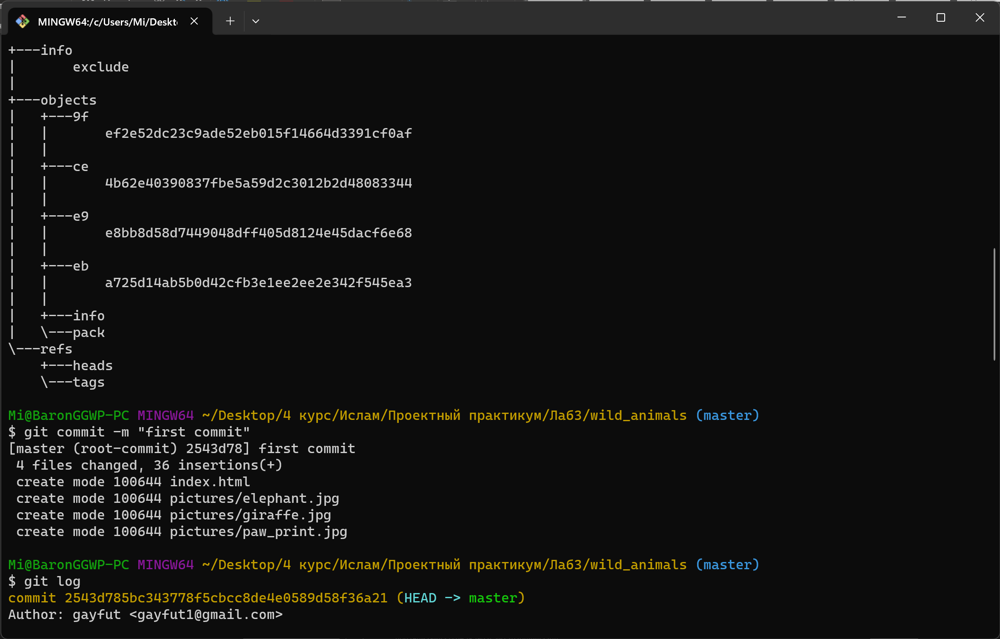 MINGW64:/c/Users/Mi/Deskt
+---info
|       exclude
|
+---objects
|   +---9f
|   |       ef2e52dc23c9ade52eb015f14664d3391cf0af
|   |
|   +---ce
|   |       4b62e40390837fbe5a59d2c3012b2d48083344
|   |
|   +---e9
|   |       e8bb8d58d7449048dff405d8124e45dacf6e68
|   |
|   +---eb
|   |       a725d14ab5b0d42cfb3e1ee2ee2e342f545ea3
|   |
|   +---info
|   \---pack
\---refs
    +---heads
    \---tags
Mi@BaronGGWP-PC MINGW64 ~/Desktop/4 курс/Ислам/Проектный практикум/Лаб3/wild_animals (master)
$ git commit -m "first commit"
[master (root-commit) 2543d78] first commit
 4 files changed, 36 insertions(+)
 create mode 100644 index.html
 create mode 100644 pictures/elephant.jpg
 create mode 100644 pictures/giraffe.jpg
 create mode 100644 pictures/paw_print.jpg
Mi@BaronGGWP-PC MINGW64 ~/Desktop/4 курс/Ислам/Проектный практикум/Лаб3/wild_animals (master)
$ git log
commit 2543d785bc343778f5cbcc8de4e0589d58f36a21 (HEAD -> master)
Author: gayfut <gayfut1@gmail.com>